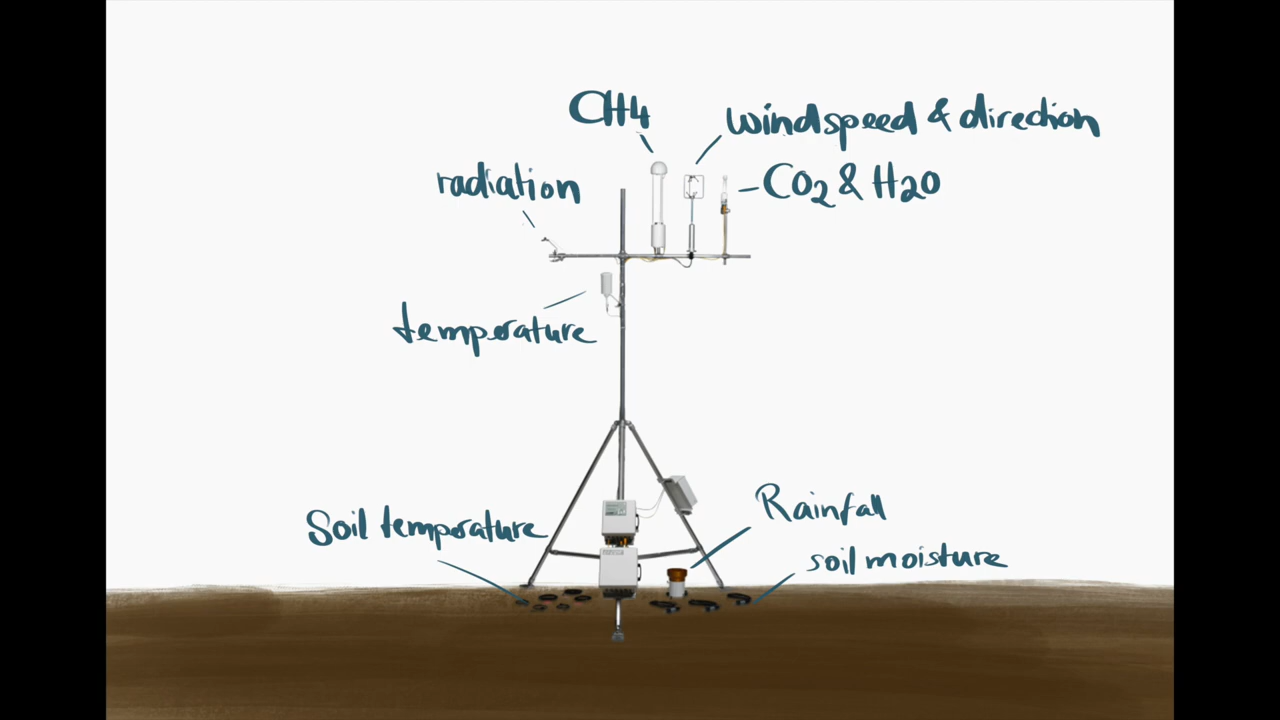 CH4
windspeed & direction
radiation
CO2 & H2O
temperature
Rainfall
Soil temperature
soil moisture